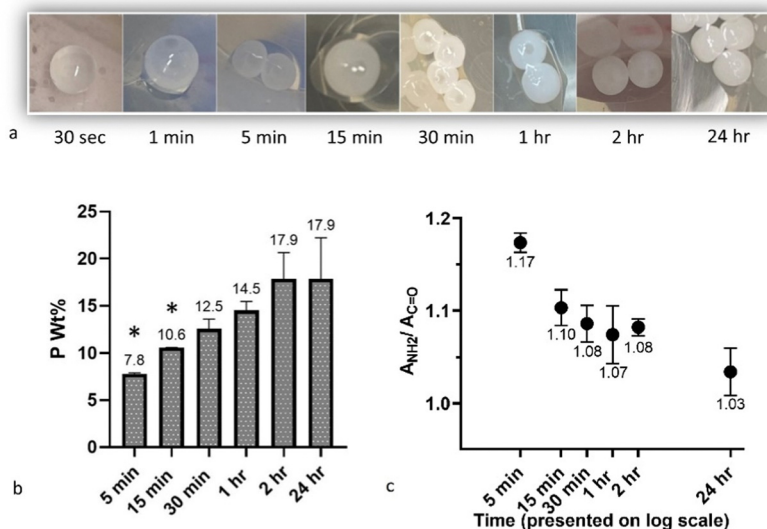 a 30 sec 1 min 5 min 15 min 30 min 1 hr 2 hr 24 hr
P Wt%
25
20
15
10
5
0
7.8
10.6
12.5
14.5
17.9
17.9
*
*
5 min 15 min 30 min 1 hr 2 hr 24 hr
b
A_NH2/ A_C=O
1.2
1.1
1.0
1.17
1.10
1.08
1.07
1.08
1.03
5 min 15 min 30 min 1 hr 2 hr 24 hr
c
Time (presented on log scale)